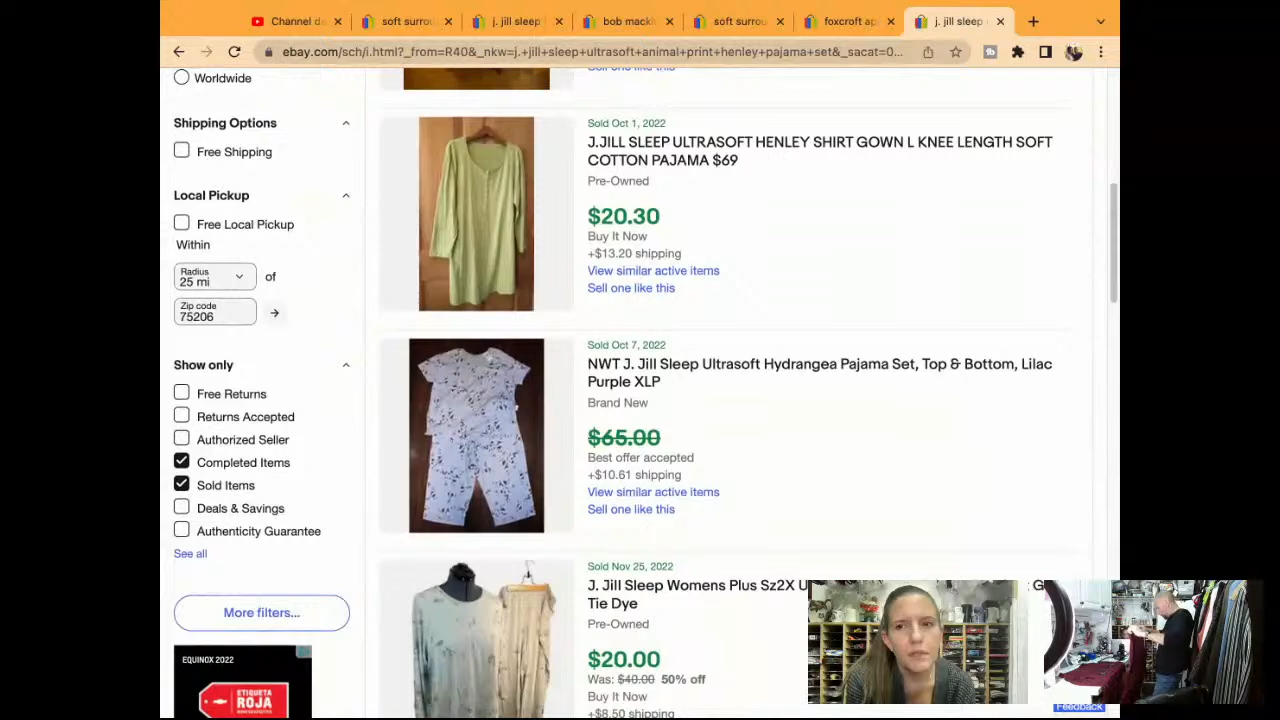 Channel de
soft surrou
j. jill sleep
bob macki
soft surrou
foxcroft ap
j. jill sleep
ebay.com/sch/i.html?_from=R40&_nkw=j.+jill+sleep+ultrasoft+animal+print+henley+pajama+set&_sacat=0...
Worldwide
Shipping Options
Free Shipping
Local Pickup
Free Local Pickup
Within
Radius
25 mi
of
Zip code
75206
Show only
Free Returns
Returns Accepted
Authorized Seller
Completed Items
Sold Items
Deals & Savings
Authenticity Guarantee
See all
More filters...
EQUINOX 2022
ETIQUETA
ROJA
Sell one like this
Sold Oct 1, 2022
J.JILL SLEEP ULTRASOFT HENLEY SHIRT GOWN L KNEE LENGTH SOFT
COTTON PAJAMA $69
Pre-Owned
$20.30
Buy It Now
+$13.20 shipping
View similar active items
Sell one like this
Sold Oct 7, 2022
NWT J. Jill Sleep Ultrasoft Hydrangea Pajama Set, Top & Bottom, Lilac
Purple XLP
Brand New
$65.00
Best offer accepted
+$10.61 shipping
View similar active items
Sell one like this
Sold Nov 25, 2022
J. Jill Sleep Womens Plus Sz2X U
Tie Dye
Pre-Owned
$20.00
Was: $40.00 50% off
Buy It Now
+$8.50 shipping
Feedback